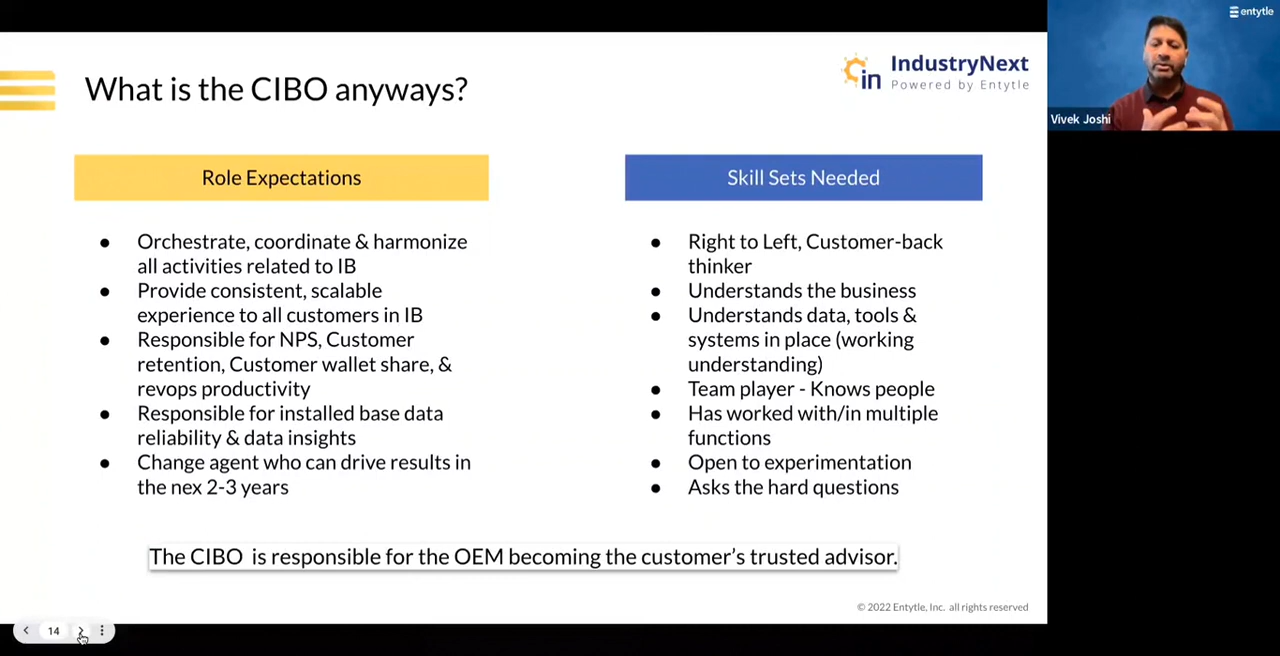 What is the CIBO anyways?
IndustryNext
Powered by Entytle
in
entytle
Vivek Joshi
Role Expectations
● Orchestrate, coordinate & harmonize
all activities related to IB
● Provide consistent, scalable
experience to all customers in IB
● Responsible for NPS, Customer
retention, Customer wallet share, &
revops productivity
● Responsible for installed base data
reliability & data insights
● Change agent who can drive results in
the nex 2-3 years
Skill Sets Needed
● Right to Left, Customer-back
thinker
● Understands the business
● Understands data, tools &
systems in place (working
understanding)
● Team player - Knows people
● Has worked with/in multiple
functions
● Open to experimentation
● Asks the hard questions
The CIBO is responsible for the OEM becoming the customer’s trusted advisor.
© 2022 Entytle, Inc. all rights reserved
14